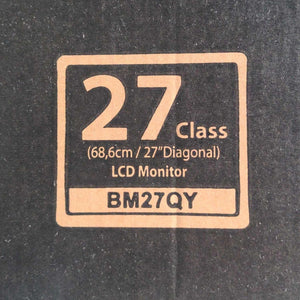 27 Class
(68,6cm / 27"Diagonal)
LCD Monitor
BM27QY